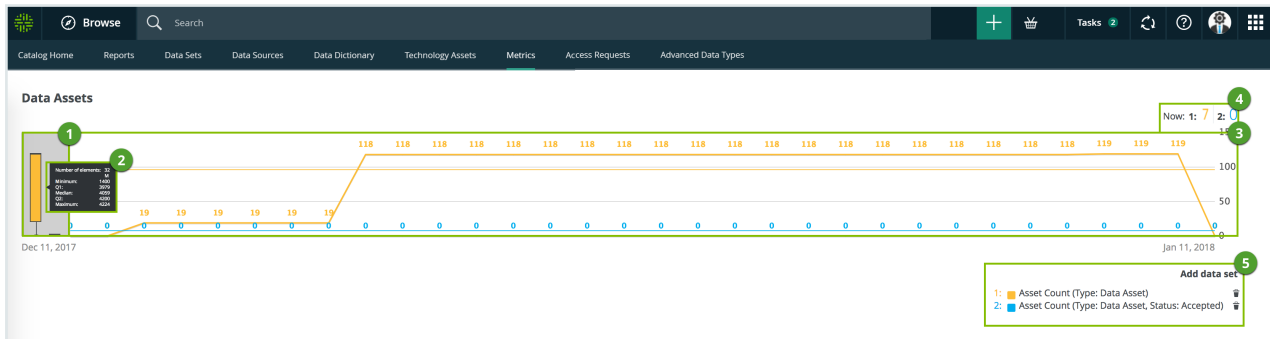 Browse Search Tasks 2
Catalog Home Reports Data Sets Data Sources Data Dictionary Technology Assets Metrics Access Requests Advanced Data Types
Data Assets
4
Now: 1: 7 2: 0
1 3
118 118 118 118 118 118 118 118 118 118 118 118 118 118 118 118 118 118 118 118 119 119 119
2
Number of elements: 32
M
Minimum: 1400
Q1: 3979
Median: 4059
Q2: 4200
Maximum: 4224
100
50
19 19 19 19 19 19
0 0 0 0 0 0 0 0 0 0 0 0 0 0 0 0 0 0 0 0 0 0 0 0 0 0 0 0 0 0 0
0
Dec 11, 2017 Jan 11, 2018
5
Add data set
1: Asset Count (Type: Data Asset)
2: Asset Count (Type: Data Asset, Status: Accepted)